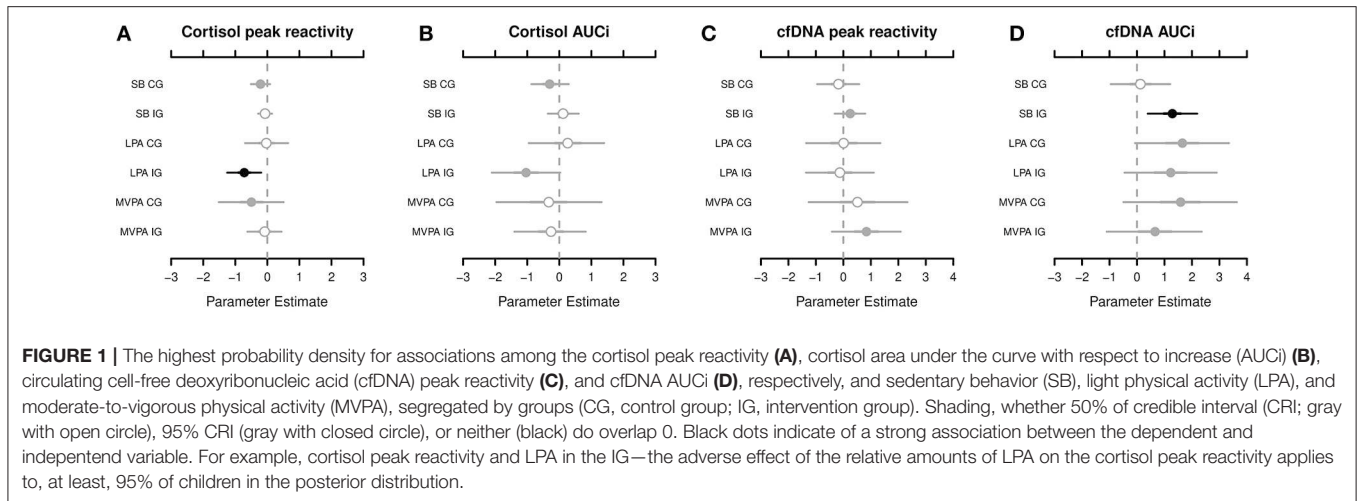 A Cortisol peak reactivity
B Cortisol AUCi
C cfDNA peak reactivity
D cfDNA AUCi
SB CG
SB IG
LPA CG
LPA IG
MVPA CG
MVPA IG
−3 −2 −1 0 1 2 3
Parameter Estimate
SB CG
SB IG
LPA CG
LPA IG
MVPA CG
MVPA IG
−3 −2 −1 0 1 2 3
Parameter Estimate
SB CG
SB IG
LPA CG
LPA IG
MVPA CG
MVPA IG
−3 −2 −1 0 1 2 3 4
Parameter Estimate
SB CG
SB IG
LPA CG
LPA IG
MVPA CG
MVPA IG
−2 −1 0 1 2 3 4
Parameter Estimate
FIGURE 1 | The highest probability density for associations among the cortisol peak reactivity (A), cortisol area under the curve with respect to increase (AUCi) (B),
circulating cell-free deoxyribonucleic acid (cfDNA) peak reactivity (C), and cfDNA AUCi (D), respectively, and sedentary behavior (SB), light physical activity (LPA), and
moderate-to-vigorous physical activity (MVPA), segregated by groups (CG, control group; IG, intervention group). Shading, whether 50% of credible interval (CRI; gray
with open circle), 95% CRI (gray with closed circle), or neither (black) do overlap 0. Black dots indicate of a strong association between the dependent and
independend variable. For example, cortisol peak reactivity and LPA in the IG—the adverse effect of the relative amounts of LPA on the cortisol peak reactivity applies
to, at least, 95% of children in the posterior distribution.